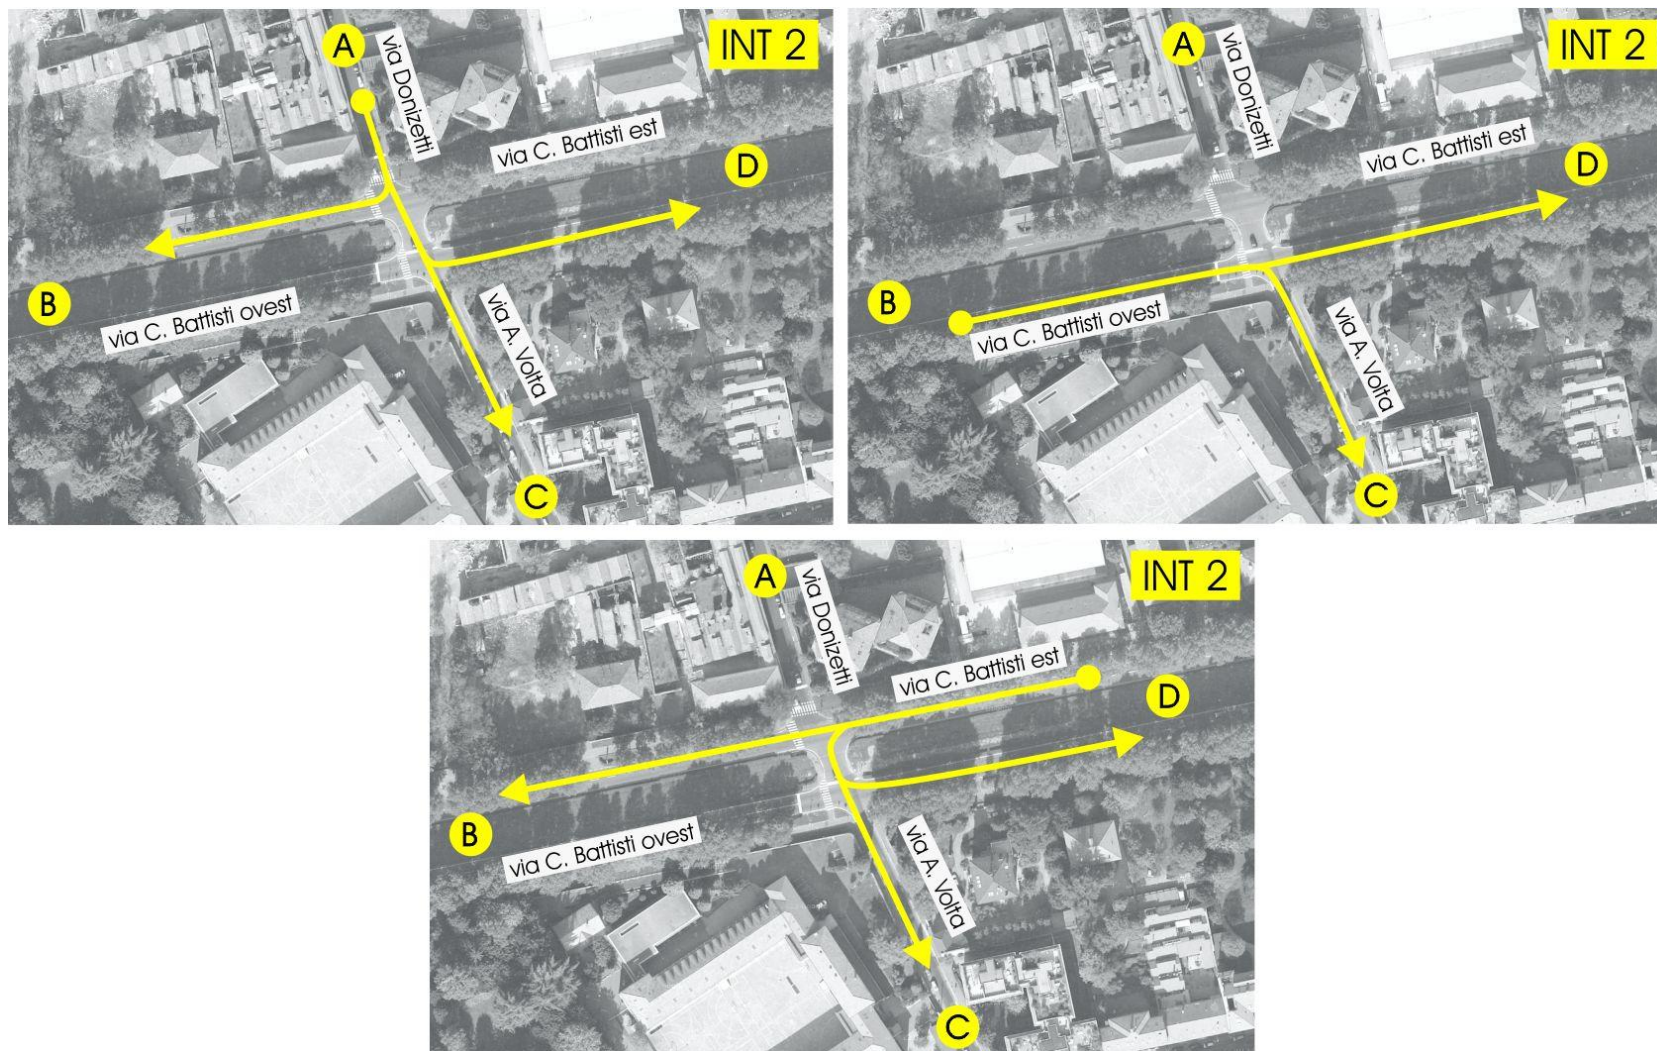 A
via Donizetti
INT 2
via C. Battisti est
D
B
via C. Battisti ovest
via A. Volta
C
A
via Donizetti
INT 2
via C. Battisti est
D
B
via C. Battisti ovest
via A. Volta
C
A
via Donizetti
INT 2
via C. Battisti est
D
B
via C. Battisti ovest
via A. Volta
C